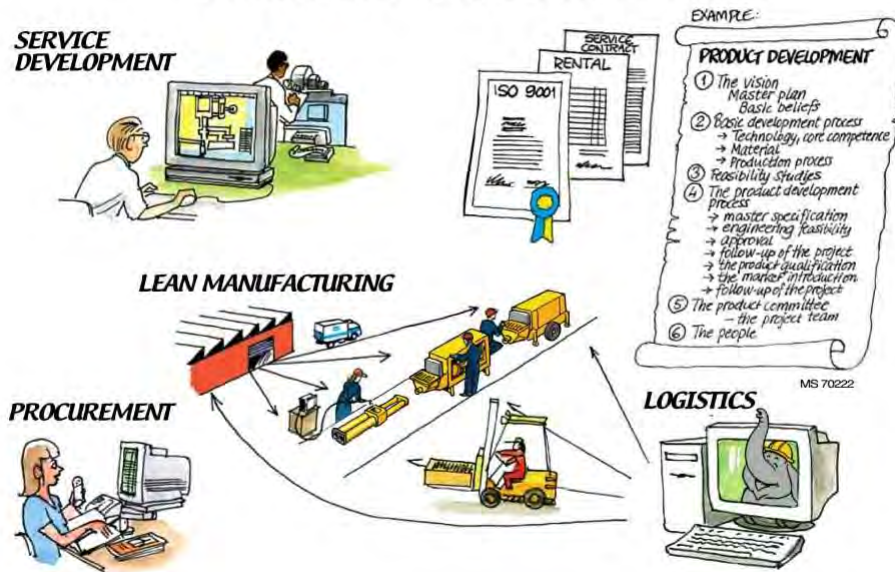 SERVICE
DEVELOPMENT
SERVICE
CONTRACT
RENTAL
ISO 9001
EXAMPLE:
PRODUCT DEVELOPMENT
① The vision
Master plan
Basic beliefs
② Basic development process
→ Technology, core competence
→ Material
→ Production process
③ Feasibility studies
④ The product development
process
→ master specification
→ engineering feasibility
→ approval
→ follow-up of the project
→ the product qualification
→ the market introduction
→ follow-up of the project
⑤ The product committee
– the project team
⑥ The people
MS 70222
LEAN MANUFACTURING
PROCUREMENT
LOGISTICS